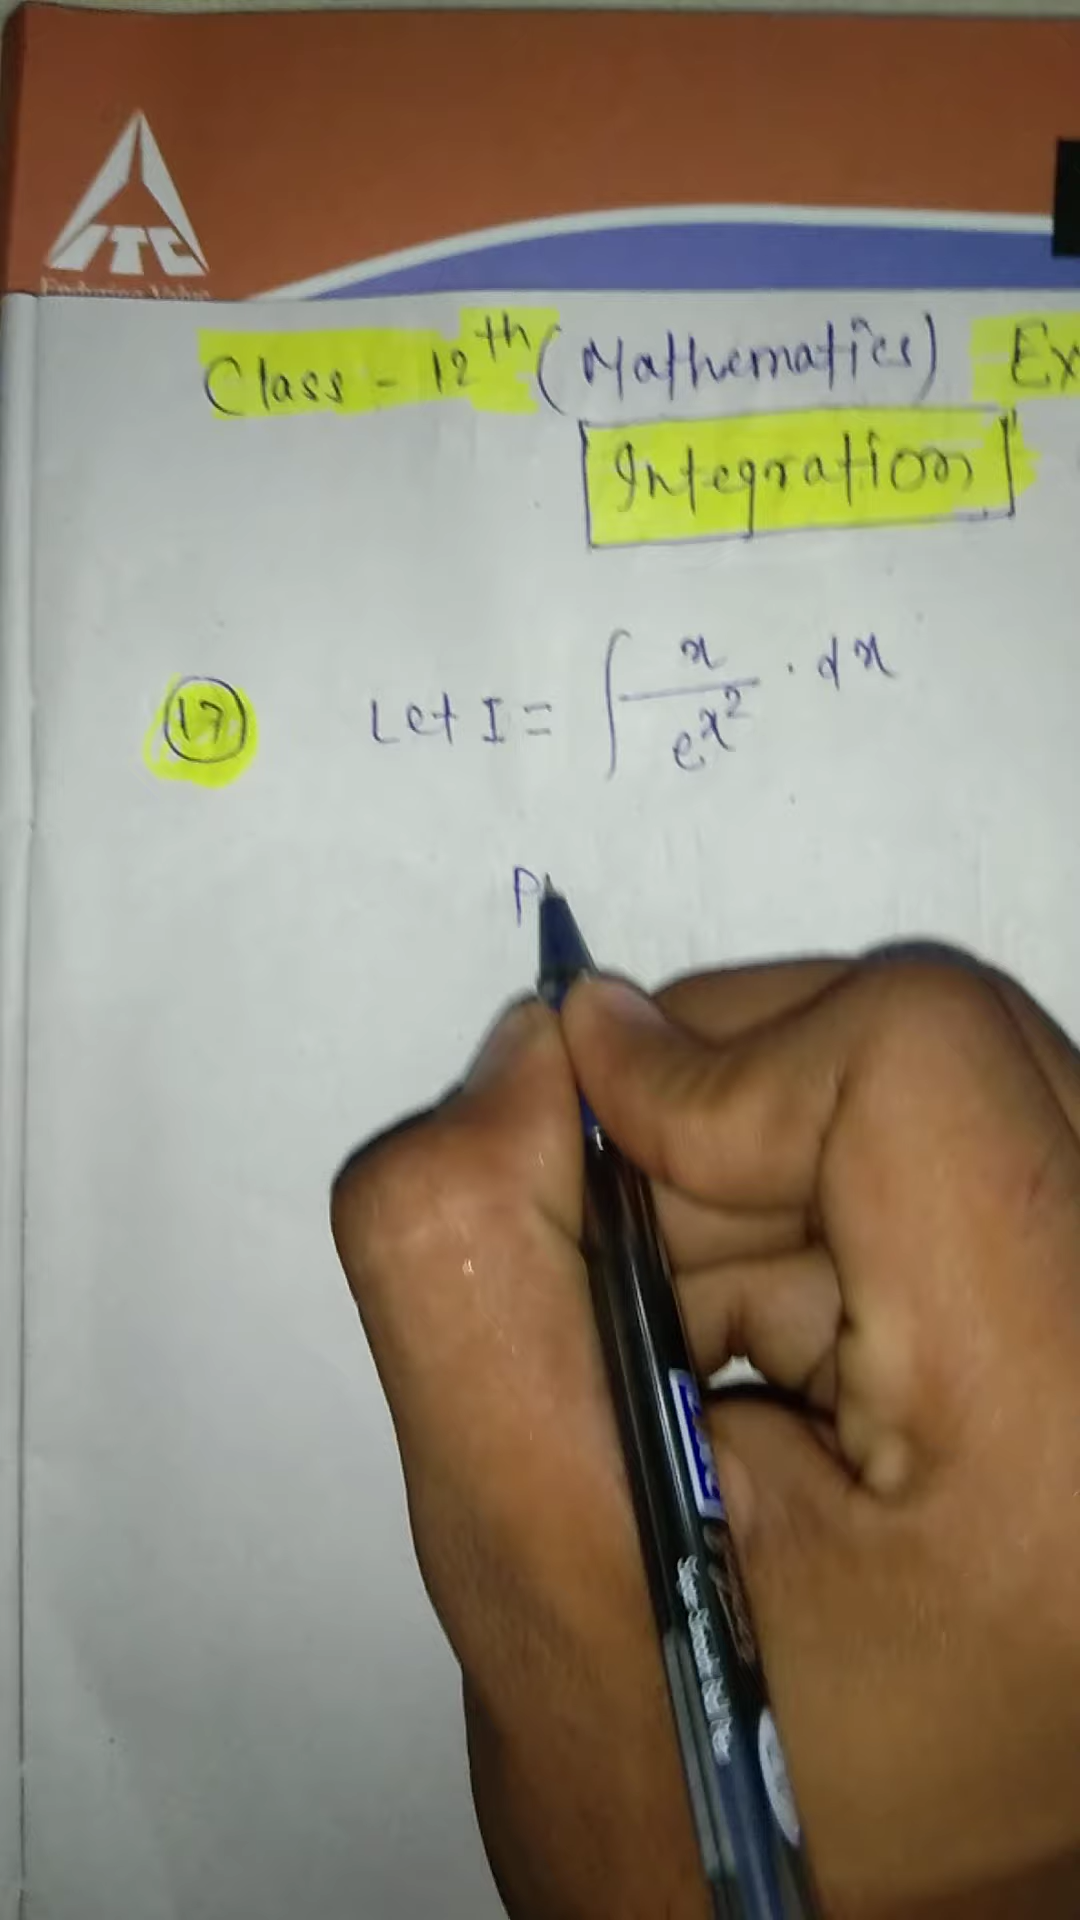 ITC
Class - 12th (Mathematics) Ex
Integration
17 Let I = ∫ x/e^x² . dx
P